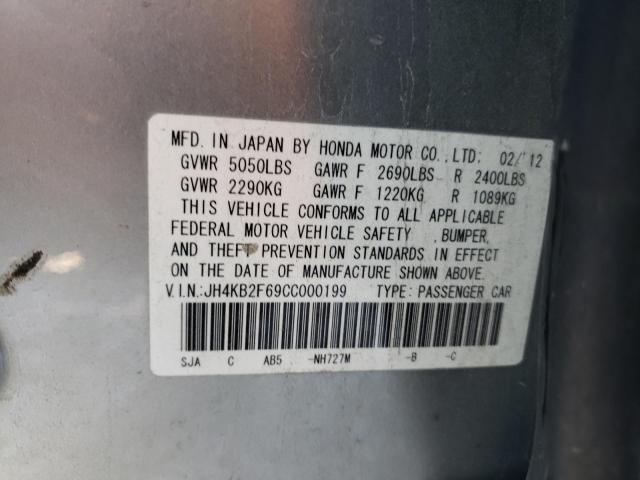 MFD. IN JAPAN BY HONDA MOTOR CO.,LTD: 02/'12
GVWR 5050LBS GAWR F 2690LBS R 2400LBS
GVWR 2290KG GAWR F 1220KG R 1089KG
THIS VEHICLE CONFORMS TO ALL APPLICABLE
FEDERAL MOTOR VEHICLE SAFETY ,BUMPER,
AND THEFT PREVENTION STANDARDS IN EFFECT
ON THE DATE OF MANUFACTURE SHOWN ABOVE.
V.I.N.:JH4KB2F69CC000199 TYPE: PASSENGER CAR
SJA C AB5 -NH727M -B -C